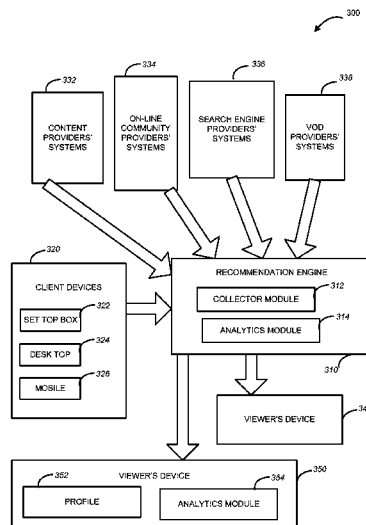 300
332
334
336
338
CONTENT
PROVIDERS'
SYSTEMS
ON-LINE
COMMUNITY
PROVIDERS'
SYSTEMS
SEARCH ENGINE
PROVIDERS'
SYSTEMS
VOD
PROVIDERS'
SYSTEMS
320
CLIENT DEVICES
SET TOP BOX
322
DESK TOP
324
MOBILE
326
RECOMMENDATION ENGINE
COLLECTOR MODULE
312
ANALYTICS MODULE
314
310
VIEWER'S DEVICE
34
350
VIEWER'S DEVICE
352
PROFILE
354
ANALYTICS MODULE